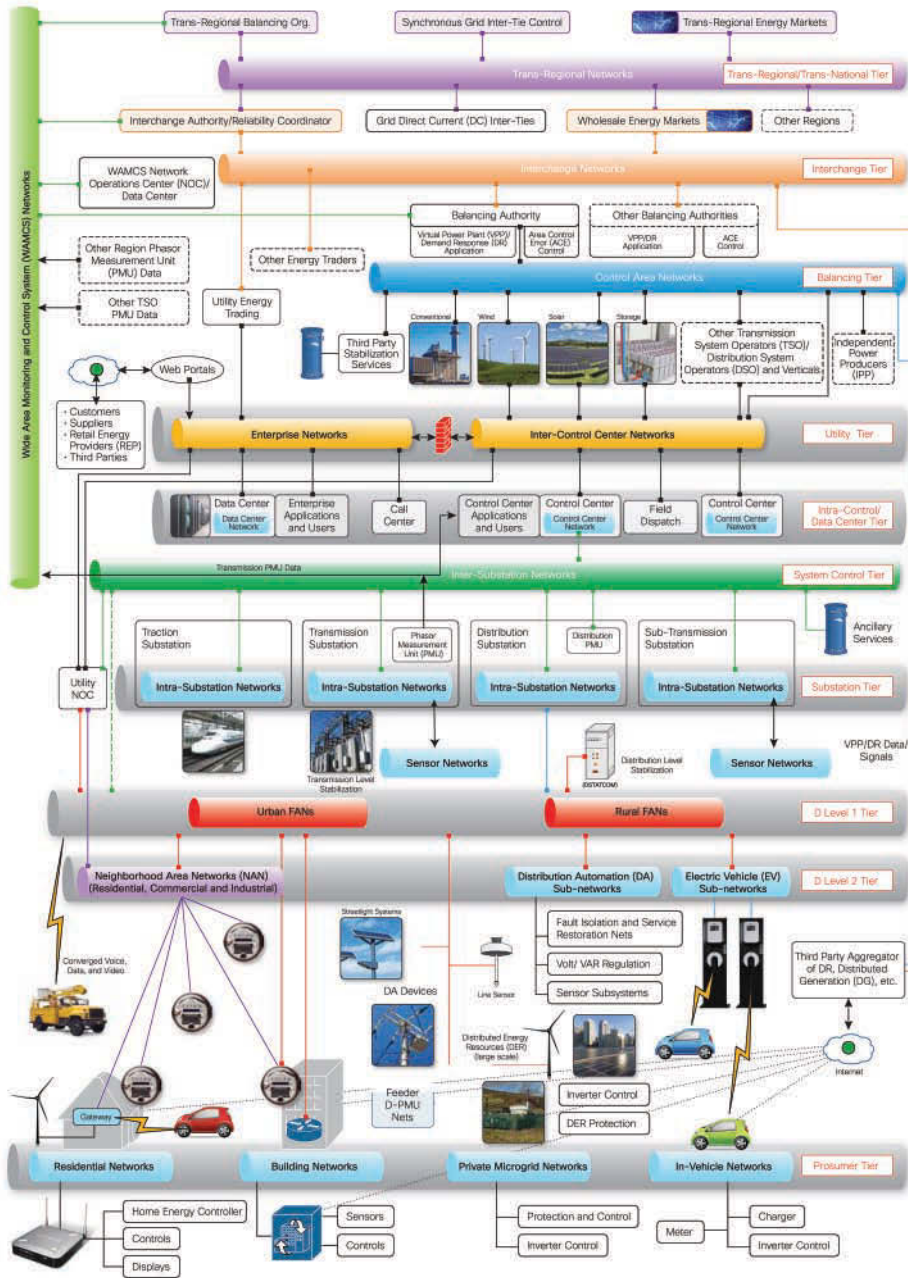 Trans-Regional Balancing Org.
Synchronous Grid Inter-Tie Control
Trans-Regional Energy Markets
Trans-Regional Networks
Trans-Regional/Trans-National Tier
Interchange Authority/Reliability Coordinator
Grid Direct Current (DC) Inter-Ties
Wholesale Energy Markets
Other Regions
Interchange Networks
Interchange Tier
Wide Area Monitoring and Control System (WAMCS) Networks
WAMCS Network
Operations Center (NOC)/
Data Center
Balancing Authority
Virtual Power Plant (VPP)/
Demand Response (DR)
Application
Area Control
Error (ACE)
Control
Other Balancing Authorities
VPP/DR
Application
ACE
Control
Other Region Phasor
Measurement Unit (PMU) Data
Other Energy Traders
Control Area Networks
Balancing Tier
Other TSO
PMU Data
Utility Energy
Trading
Third Party
Stabilization
Services
Conventional
Wind
Solar
Storage
Other Transmission
System Operators (TSO)/
Distribution System
Operators (DSO) and Verticals
Independent
Power
Producers
(IPP)
Web Portals
• Customers
• Suppliers
• Retail Energy
Providers (REP)
• Third Parties
Enterprise Networks
Inter-Control Center Networks
Utility Tier
Data Center
Data Center Network
Enterprise
Applications
and Users
Call
Center
Control Center
Applications
and Users
Control Center
Control Center
Network
Field
Dispatch
Control Center
Control Center
Network
Intra-Control/
Data Center Tier
Transmission PMU Data
Inter-Substation Networks
System Control Tier
Traction
Substation
Transmission
Substation
Phasor
Measurement
Unit (PMU)
Distribution
Substation
Distribution
PMU
Sub-Transmission
Substation
Ancillary
Services
Utility
NOC
Intra-Substation Networks
Intra-Substation Networks
Intra-Substation Networks
Intra-Substation Networks
Substation Tier
Transmission Level
Stabilization
Sensor Networks
Distribution Level
Stabilization
(DSTATCOM)
Sensor Networks
VPP/DR Data/
Signals
Urban FANs
Rural FANs
D Level 1 Tier
Neighborhood Area Networks (NAN)
(Residential, Commercial and Industrial)
Distribution Automation (DA)
Sub-networks
Electric Vehicle (EV)
Sub-networks
D Level 2 Tier
Converged Voice,
Data, and Video
Streetlight Systems
DA Devices
Line Sensor
Fault Isolation and Service
Restoration Nets
Volt/ VAR Regulation
Sensor Subsystems
Third Party Aggregator
of DR, Distributed
Generation (DG), etc.
Distributed Energy
Resources (DER)
(large scale)
Internet
Gateway
Feeder
D-PMU
Nets
Inverter Control
DER Protection
Residential Networks
Building Networks
Private Microgrid Networks
In-Vehicle Networks
Prosumer Tier
Home Energy Controller
Controls
Displays
Sensors
Controls
Protection and Control
Inverter Control
Meter
Charger
Inverter Control